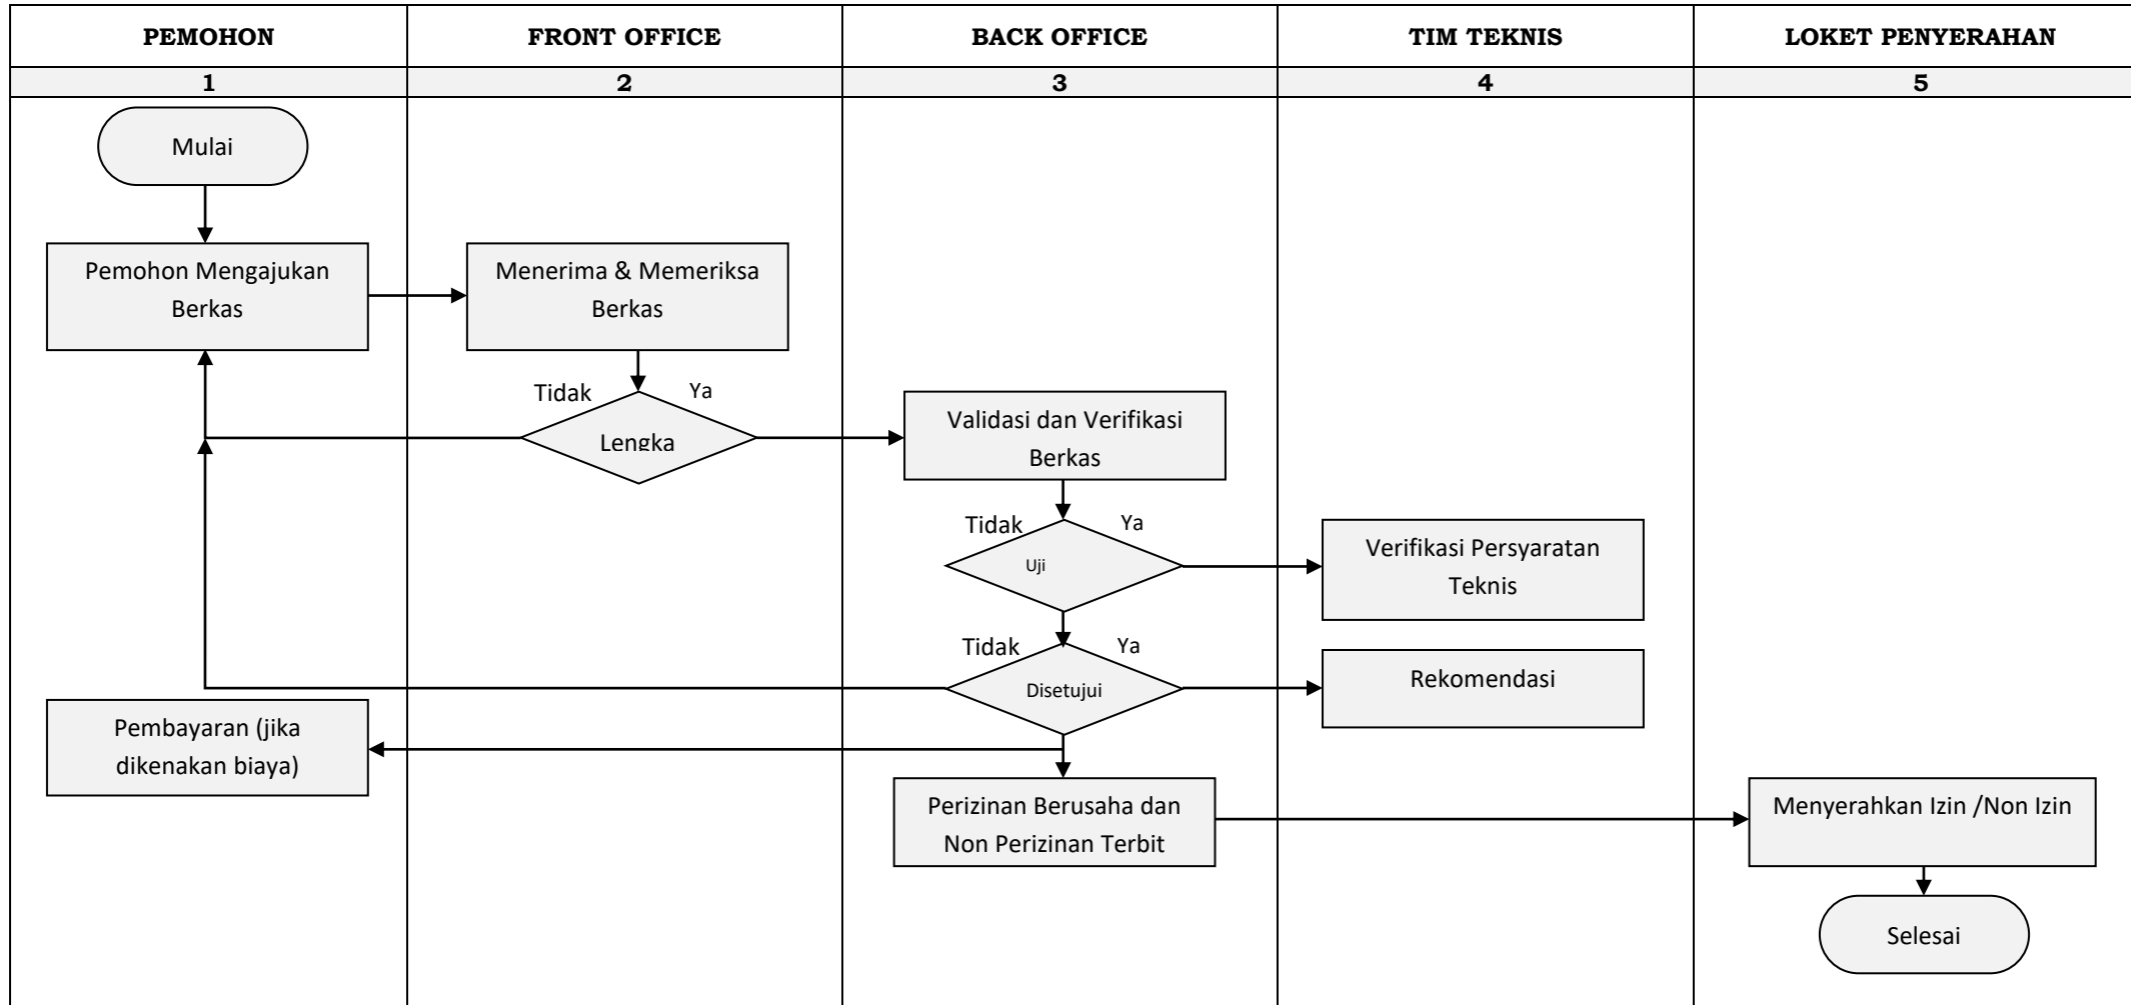 PEMOHON
FRONT OFFICE
BACK OFFICE
TIM TEKNIS
LOKET PENYERAHAN
1
2
3
4
5
Mulai
Pemohon Mengajukan
Berkas
Menerima & Memeriksa
Berkas
Tidak
Ya
Lengka
Validasi dan Verifikasi
Berkas
Tidak
Ya
Uji
Verifikasi Persyaratan
Teknis
Tidak
Ya
Disetujui
Rekomendasi
Pembayaran (jika
dikenakan biaya)
Perizinan Berusaha dan
Non Perizinan Terbit
Menyerahkan Izin /Non Izin
Selesai